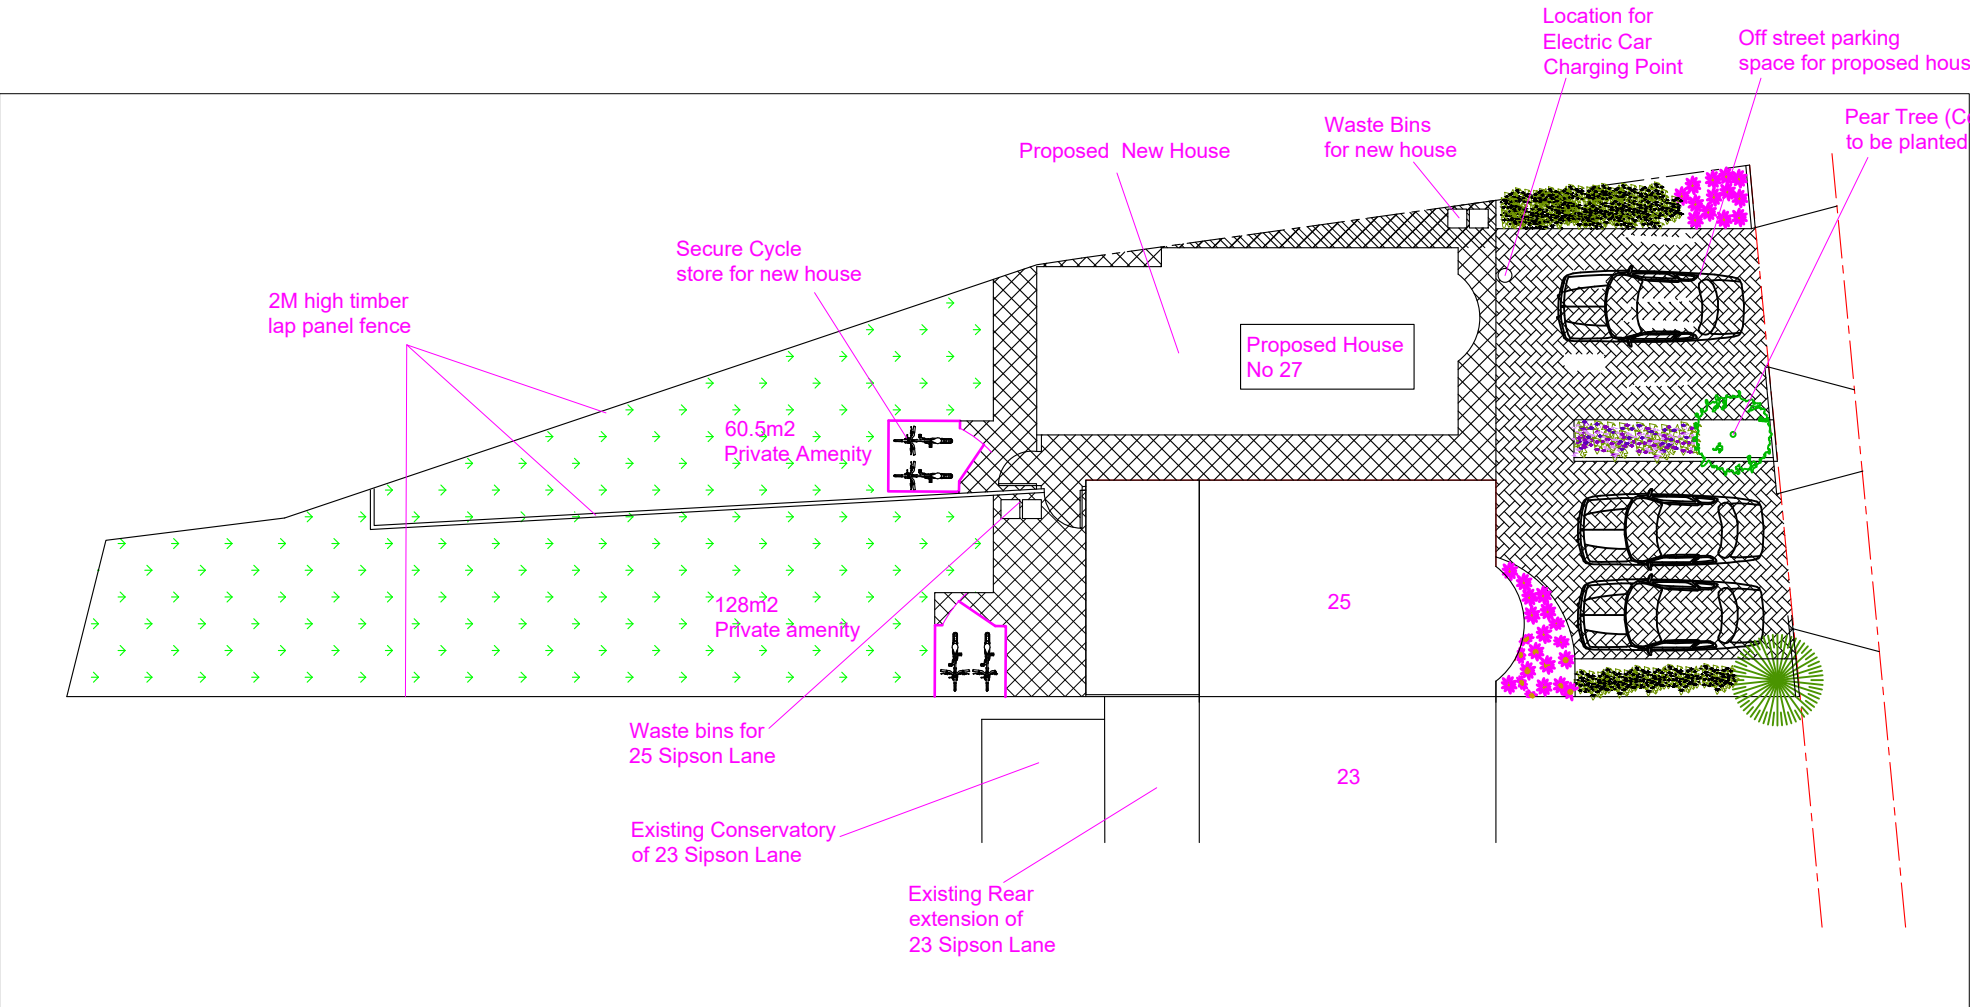 Location for
Electric Car
Charging Point
Off street parking
space for proposed hous
Pear Tree (C
to be planted
Waste Bins
for new house
Proposed New House
Secure Cycle
store for new house
2M high timber
lap panel fence
Proposed House
No 27
60.5m2
Private Amenity
128m2
Private amenity
25
Waste bins for
25 Sipson Lane
23
Existing Conservatory
of 23 Sipson Lane
Existing Rear
extension of
23 Sipson Lane